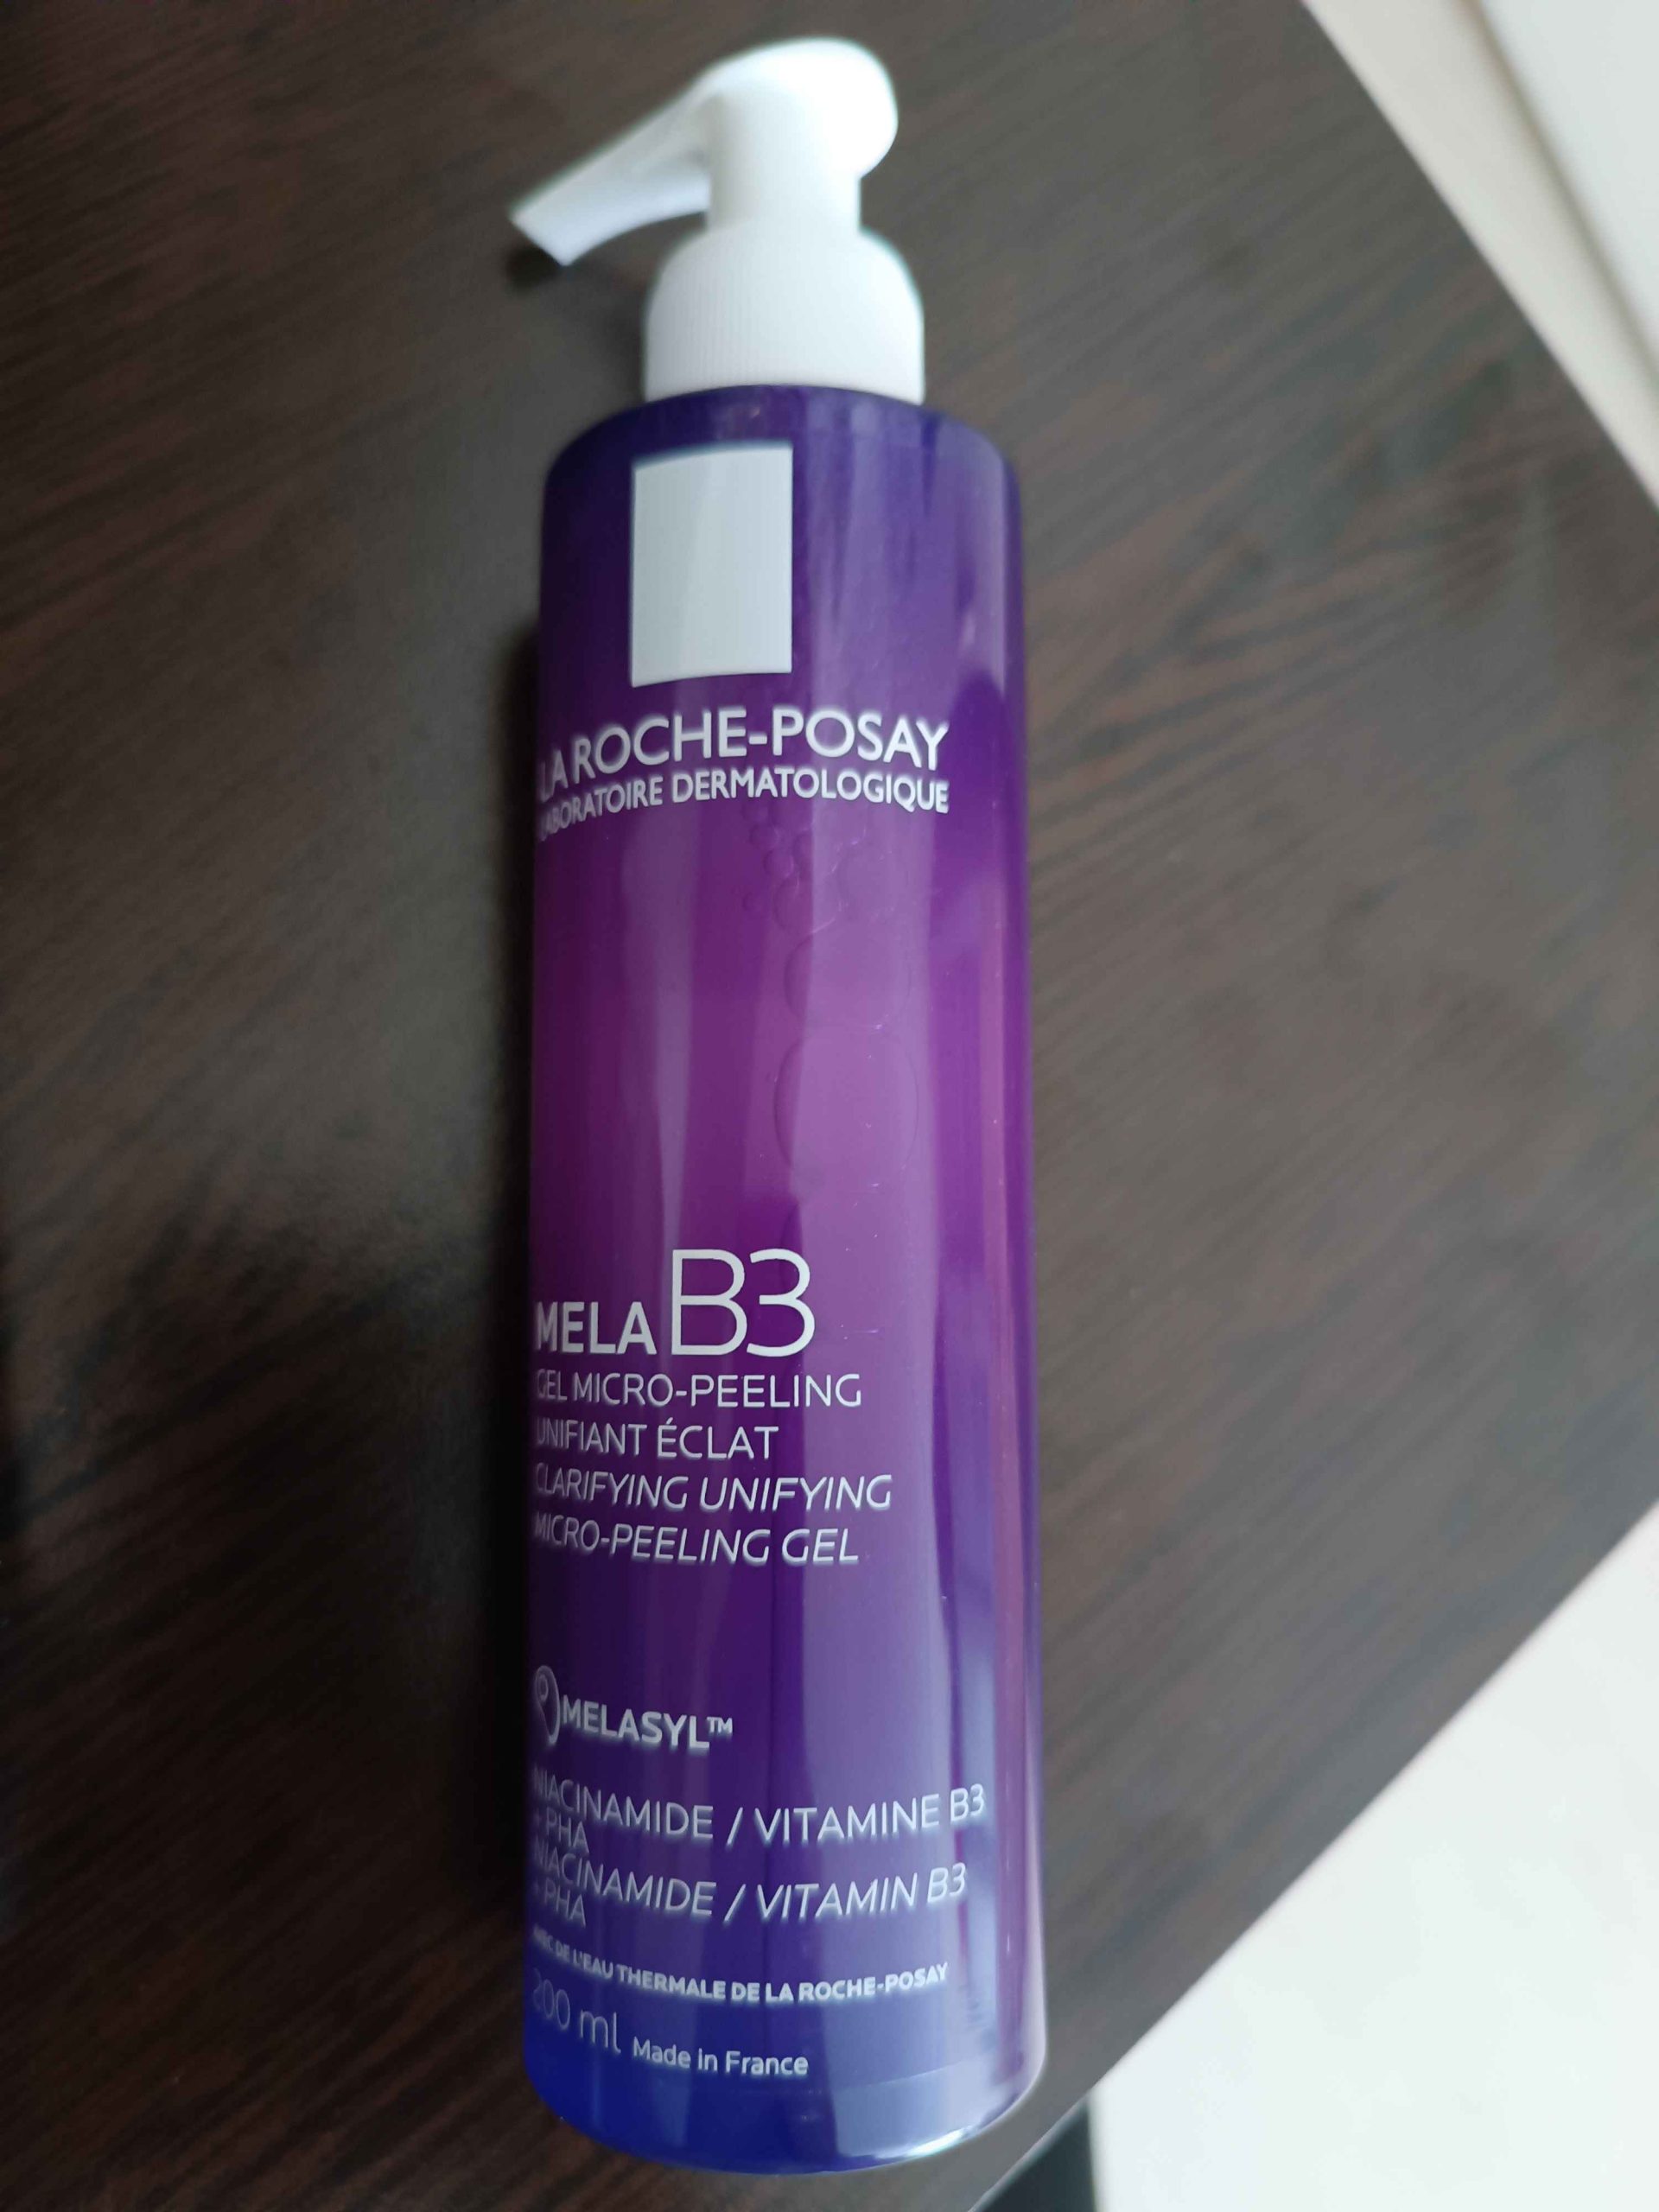 LA ROCHE-POSAY
LABORATOIRE DERMATOLOGIQUE
MELA B3
GEL MICRO-PEELING
UNIFIANT ÉCLAT
CLARIFYING UNIFYING
MICRO-PEELING GEL
MELASYL™
NIACINAMIDE / VITAMINE B3
+ PHA
NIACINAMIDE / VITAMIN B3
+ PHA
AVEC DE L'EAU THERMALE DE LA ROCHE-POSAY
200 ml Made in France